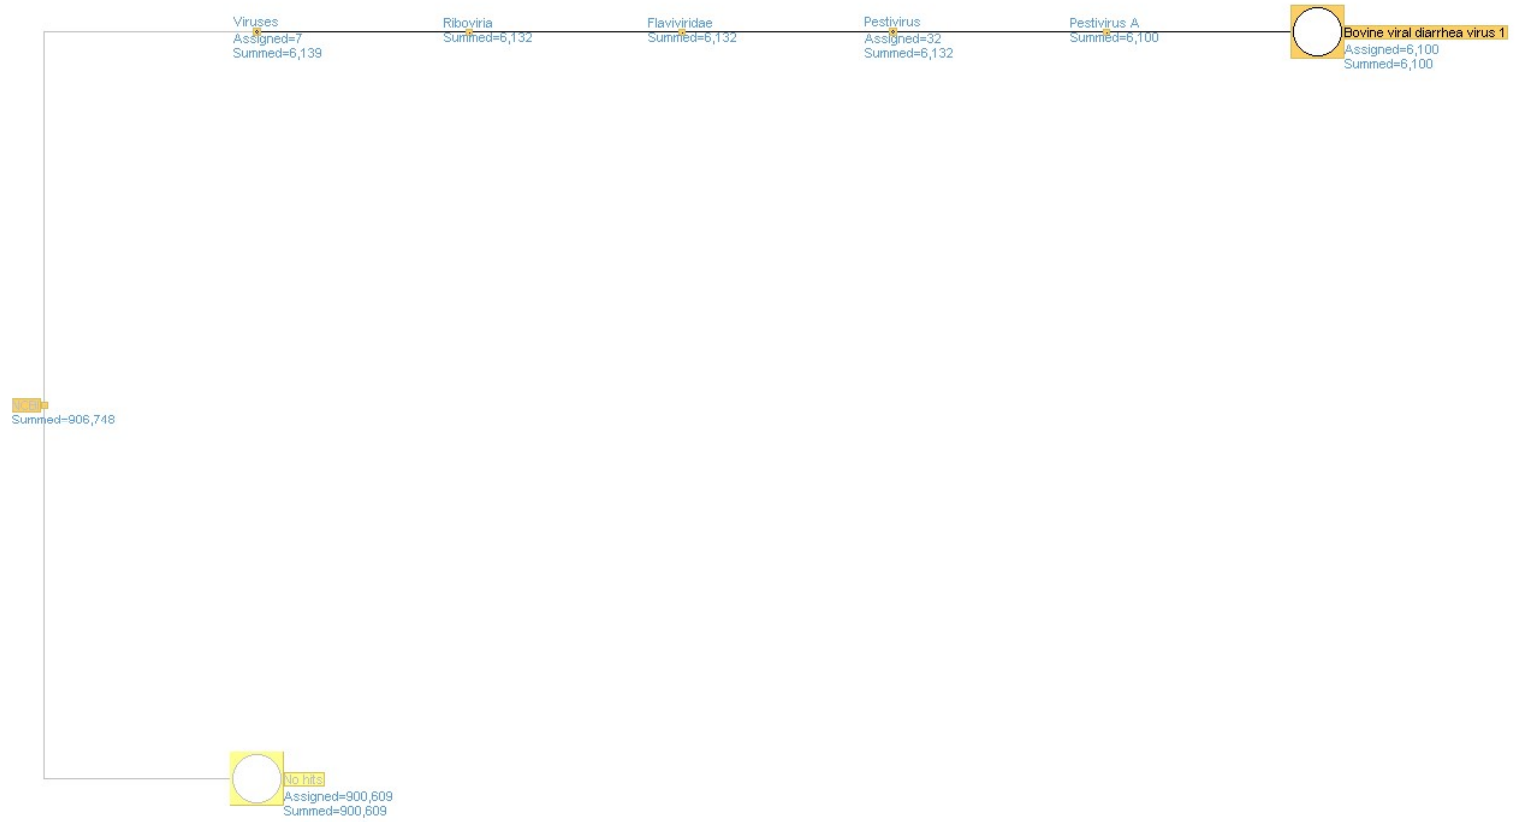 Viruses
Assigned=7
Summed=6,139
Riboviria
Summed=6,132
Flaviviridae
Summed=6,132
Pestivirus
Assigned=32
Summed=6,132
Pestivirus A
Summed=6,100
Bovine viral diarrhea virus 1
Assigned=6,100
Summed=6,100
Summed=906,748
No hits
Assigned=900,609
Summed=900,609